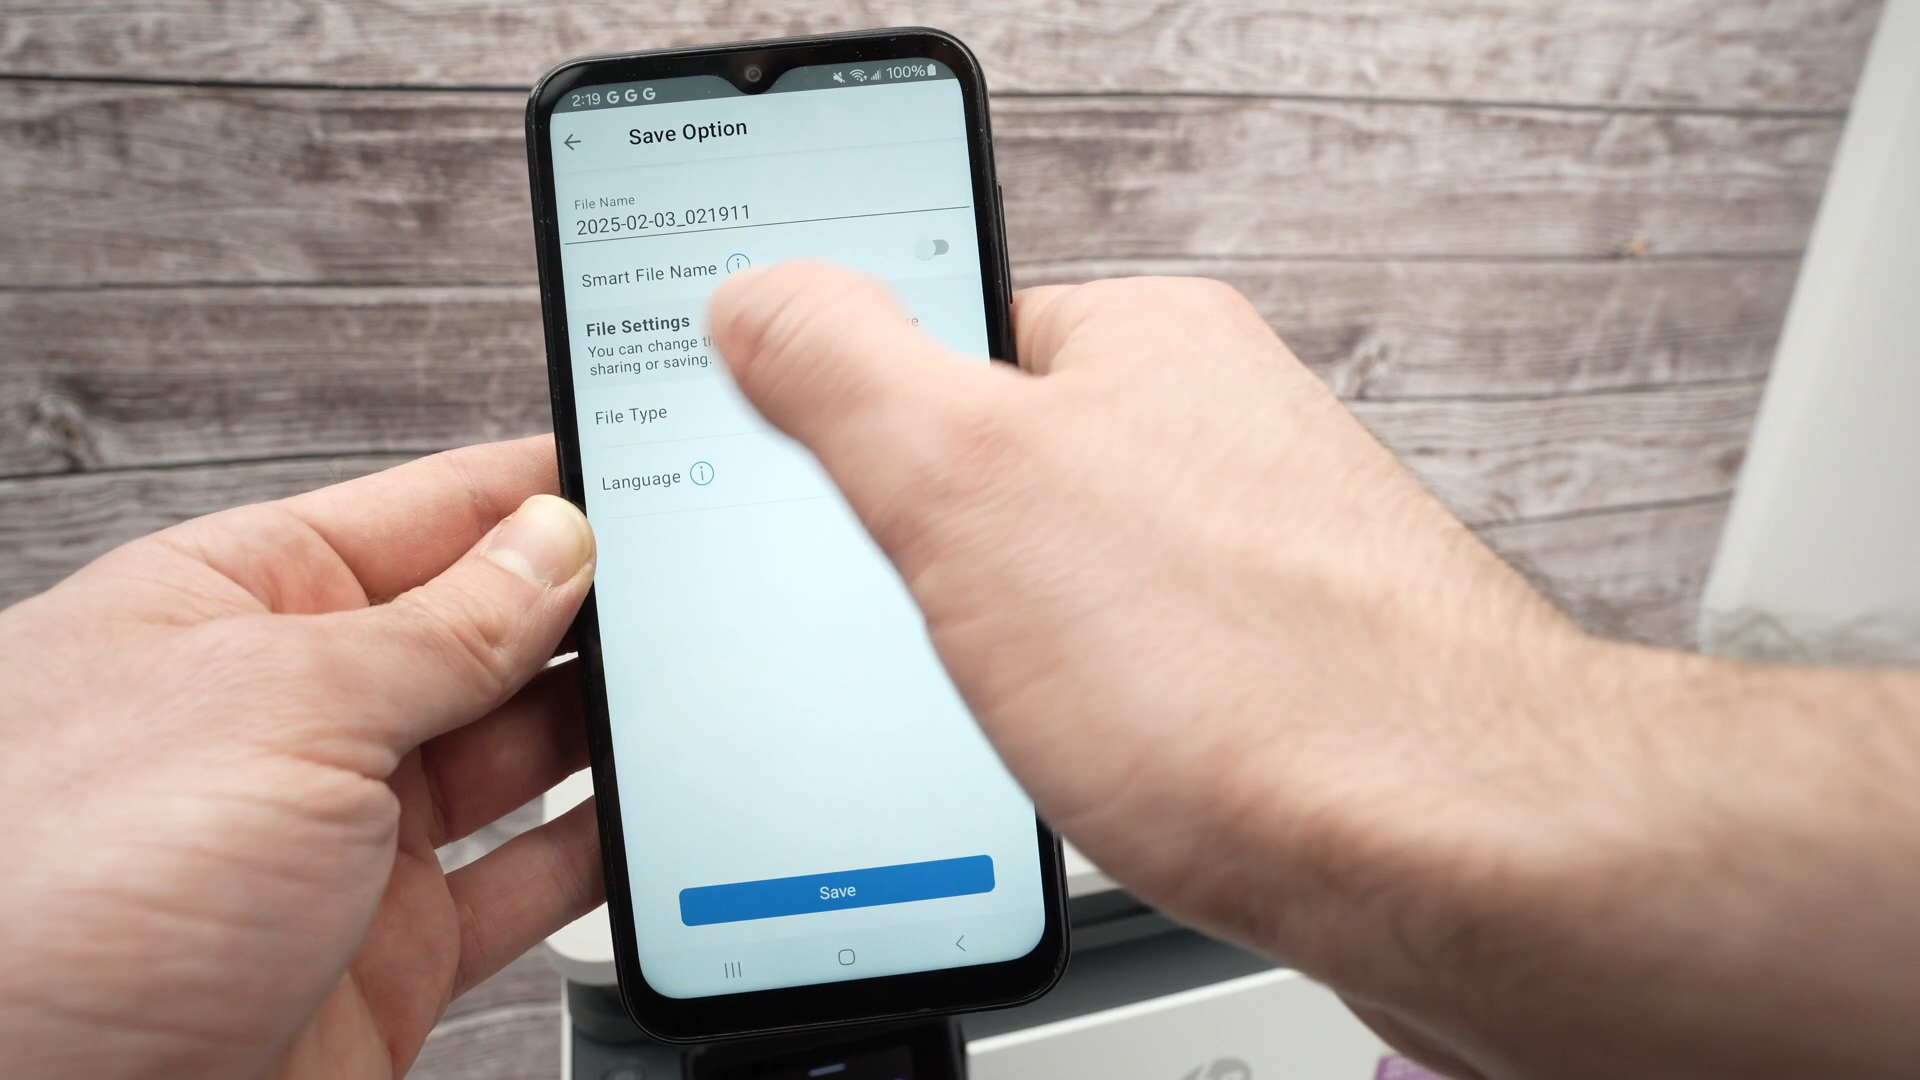 2:19 G G G 100%
Save Option
File Name
2025-02-03_021911
Smart File Name
File Settings
You can change
sharing or saving.
File Type
Language
Save